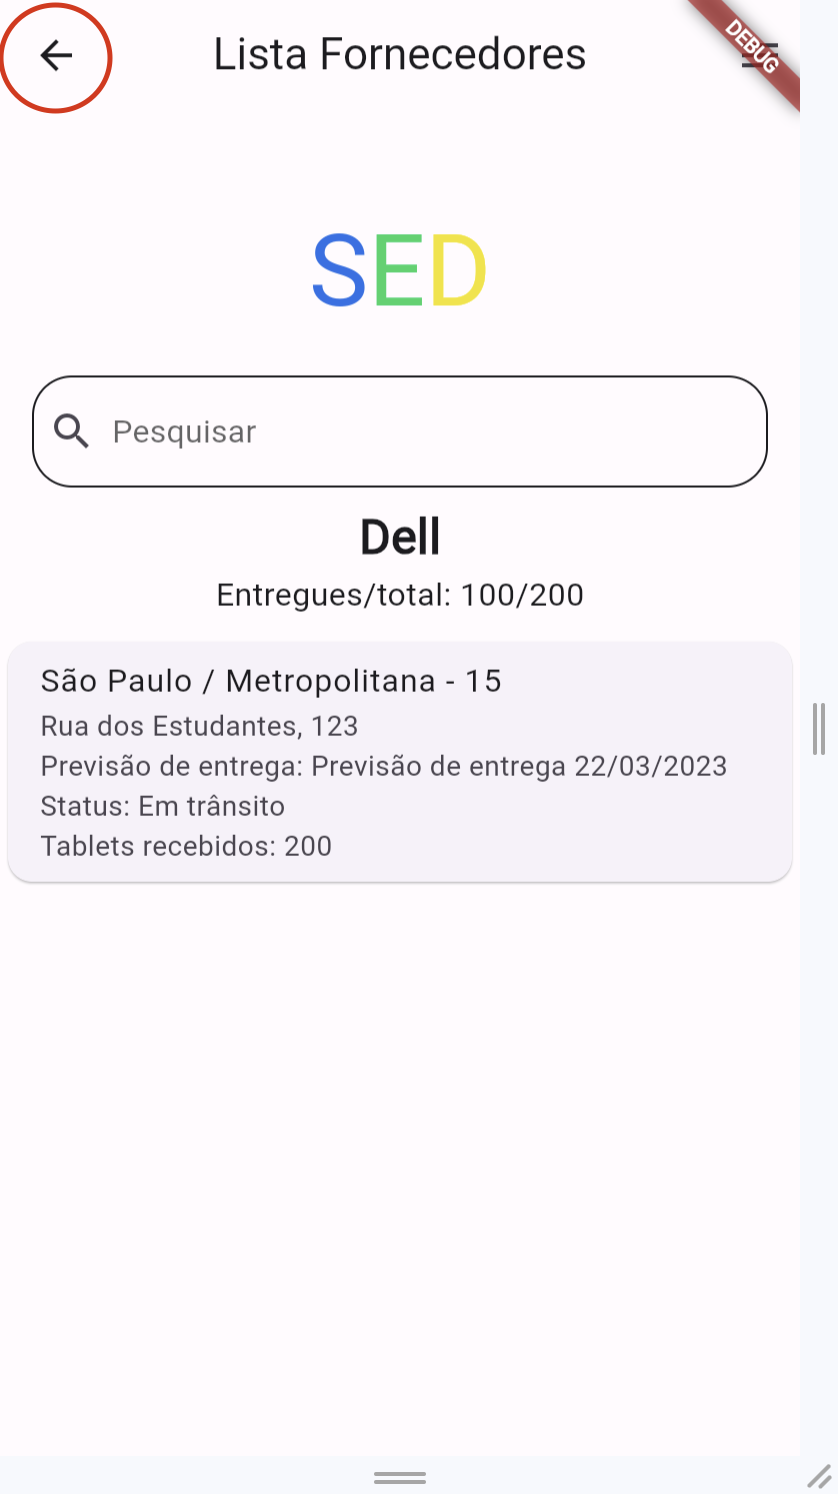 Lista Fornecedores
DEBUG
SED
Pesquisar
Dell
Entregues/total: 100/200
São Paulo / Metropolitana - 15
Rua dos Estudantes, 123
Previsão de entrega: Previsão de entrega 22/03/2023
Status: Em trânsito
Tablets recebidos: 200